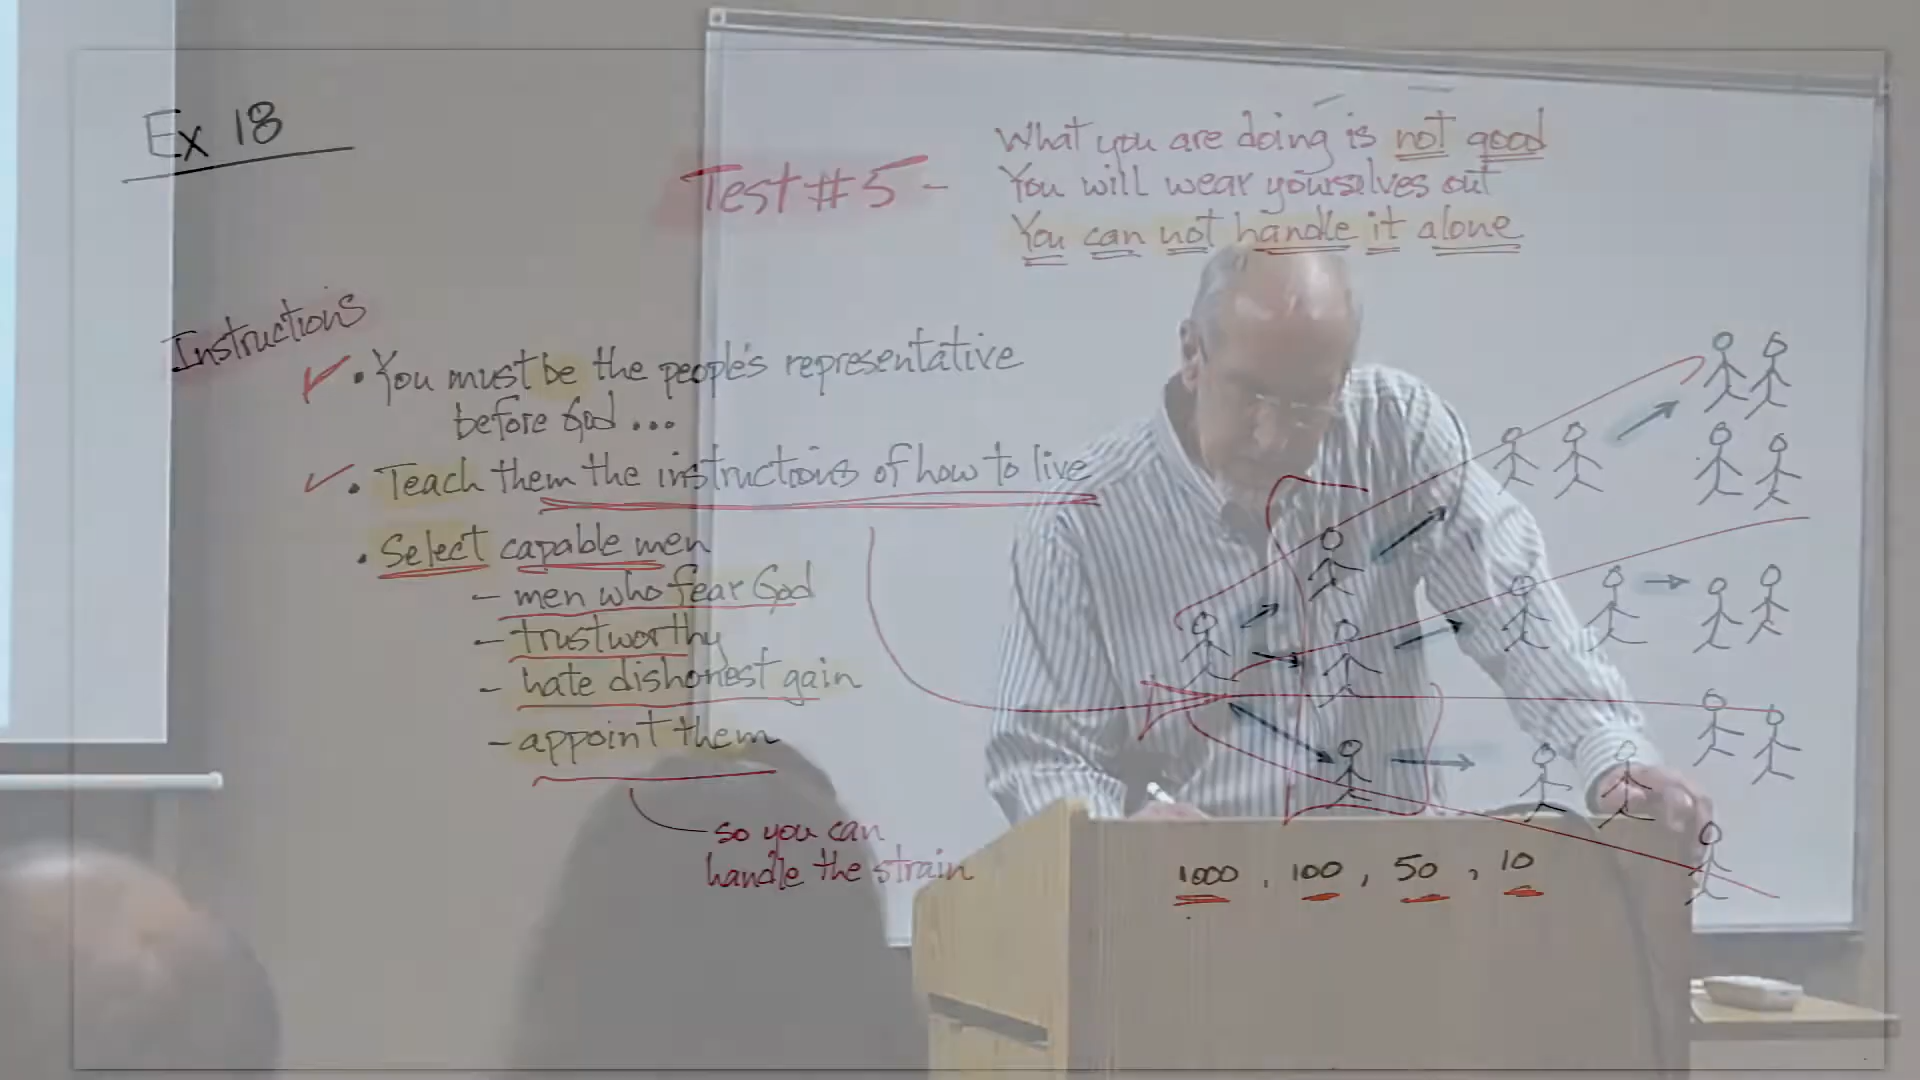 Ex 18
Test #5 -
What you are doing is not good
You will wear yourselves out
You can not handle it alone
Instructions
• You must be the people's representative
before God ...
• Teach them the instructions of how to live
• Select capable men
- men who fear God
- trustworthy
- hate dishonest gain
- appoint them
so you can
handle the strain
1000, 100, 50, 10